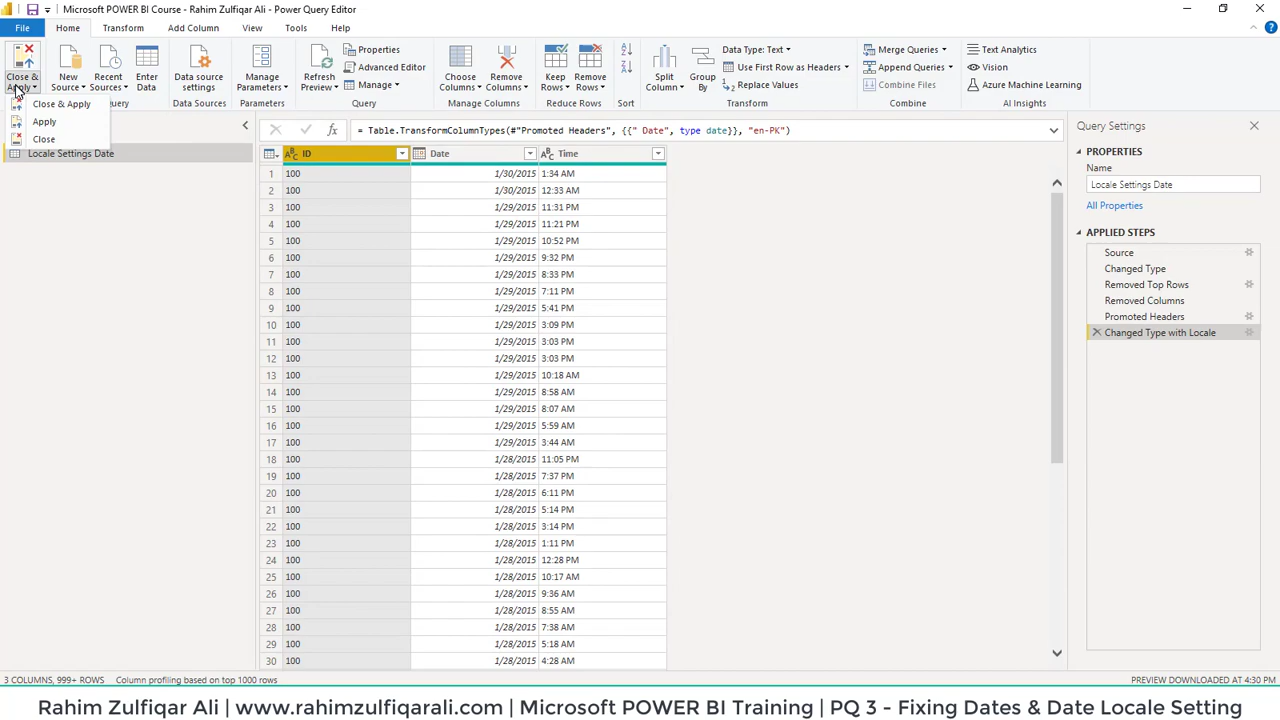 Microsoft POWER BI Course - Rahim Zulfiqar Ali - Power Query Editor
File Home Transform Add Column View Tools Help
Close & Apply
New Source
Recent Sources
Enter Data
Data source settings
Manage Parameters
Refresh Preview
Properties
Advanced Editor
Manage
Choose Columns
Remove Columns
Keep Rows
Remove Rows
Split Column
Group By
Data Type: Text
Use First Row as Headers
Replace Values
Merge Queries
Append Queries
Combine Files
Text Analytics
Vision
Azure Machine Learning
Data Sources Parameters Query Manage Columns Reduce Rows Transform Combine AI Insights
Close & Apply
Apply
Close
Locale Settings Date
= Table.TransformColumnTypes(#"Promoted Headers", {{" Date", type date}}, "en-PK")
ID Date Time
1 100 1/30/2015 1:34 AM
2 100 1/30/2015 12:33 AM
3 100 1/29/2015 11:31 PM
4 100 1/29/2015 11:21 PM
5 100 1/29/2015 10:52 PM
6 100 1/29/2015 9:32 PM
7 100 1/29/2015 8:33 PM
8 100 1/29/2015 7:11 PM
9 100 1/29/2015 5:41 PM
10 100 1/29/2015 3:09 PM
11 100 1/29/2015 3:03 PM
12 100 1/29/2015 3:03 PM
13 100 1/29/2015 10:18 AM
14 100 1/29/2015 8:58 AM
15 100 1/29/2015 8:07 AM
16 100 1/29/2015 5:59 AM
17 100 1/29/2015 3:44 AM
18 100 1/28/2015 11:05 PM
19 100 1/28/2015 7:37 PM
20 100 1/28/2015 6:11 PM
21 100 1/28/2015 5:14 PM
22 100 1/28/2015 3:14 PM
23 100 1/28/2015 1:11 PM
24 100 1/28/2015 12:28 PM
25 100 1/28/2015 10:17 AM
26 100 1/28/2015 9:36 AM
27 100 1/28/2015 8:55 AM
28 100 1/28/2015 7:38 AM
29 100 1/28/2015 5:18 AM
30 100 1/28/2015 4:28 AM
Query Settings
PROPERTIES
Name
Locale Settings Date
All Properties
APPLIED STEPS
Source
Changed Type
Removed Top Rows
Removed Columns
Promoted Headers
Changed Type with Locale
3 COLUMNS, 999+ ROWS Column profiling based on top 1000 rows PREVIEW DOWNLOADED AT 4:30 PM
Rahim Zulfiqar Ali | www.rahimzulfiqarali.com | Microsoft POWER BI Training | PQ 3 - Fixing Dates & Date Locale Setting